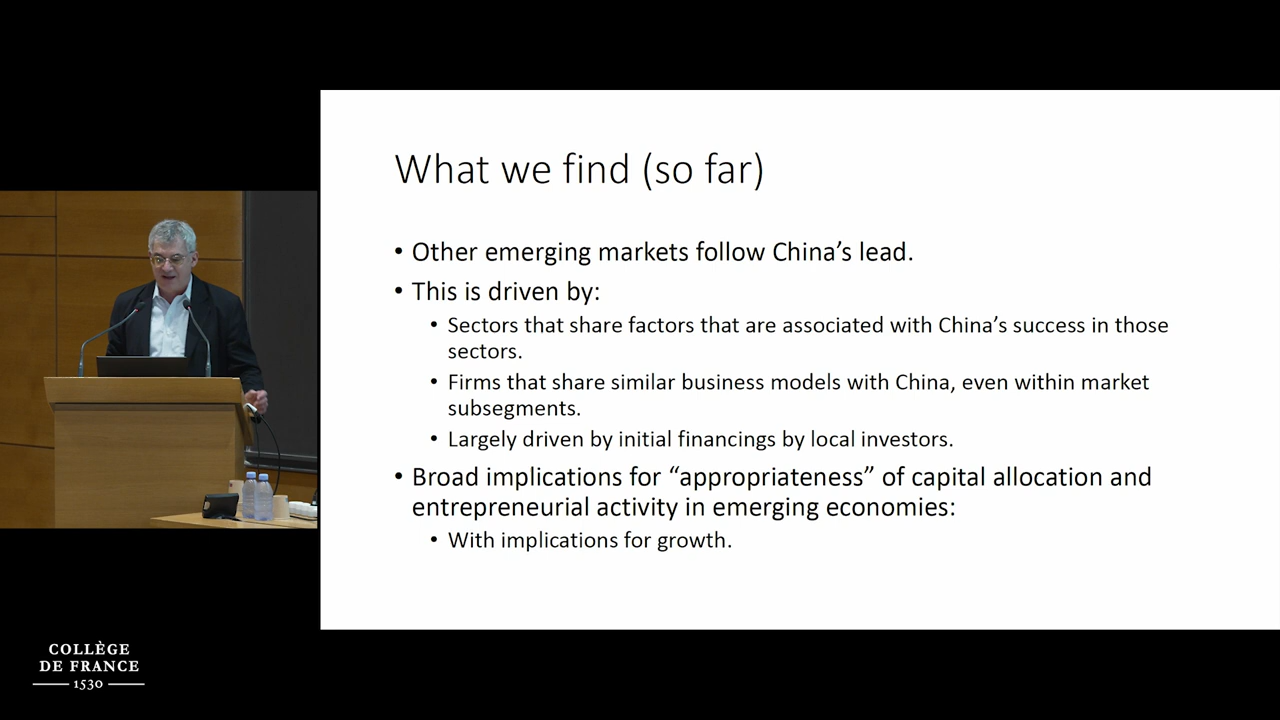 What we find (so far)
• Other emerging markets follow China’s lead.
• This is driven by:
• Sectors that share factors that are associated with China’s success in those
sectors.
• Firms that share similar business models with China, even within market
subsegments.
• Largely driven by initial financings by local investors.
• Broad implications for “appropriateness” of capital allocation and
entrepreneurial activity in emerging economies:
• With implications for growth.
COLLÈGE
DE FRANCE
1530